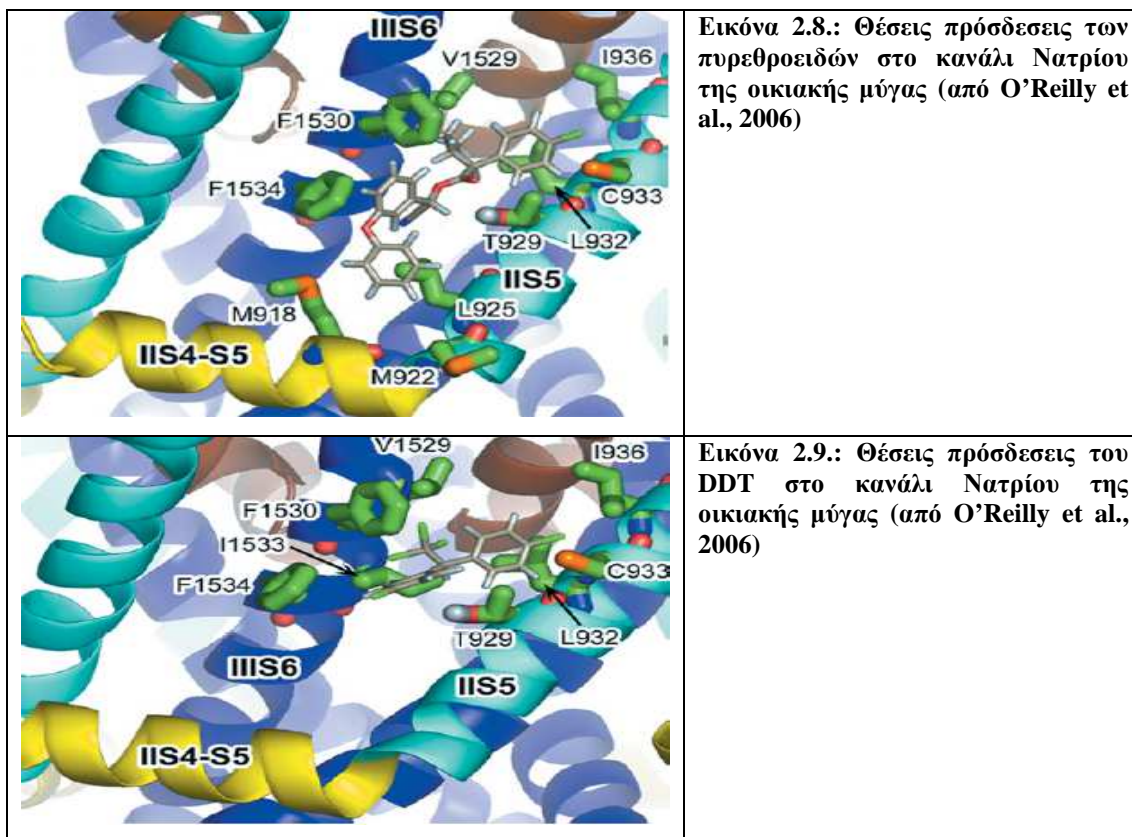 IIIS6
V1529
I936
F1530
F1534
C933
T929
L932
IIS5
M918
L925
IIS4-S5
M922
Εικόνα 2.8.: Θέσεις πρόσδεσεις των
πυρεθροειδών στο κανάλι Νατρίου
της οικιακής μύγας (από O’Reilly et
al., 2006)
V1529
I936
F1530
I1533
F1534
C933
T929
L932
IIIS6
IIS5
IIS4-S5
Εικόνα 2.9.: Θέσεις πρόσδεσεις του
DDT στο κανάλι Νατρίου της
οικιακής μύγας (από O’Reilly et al.,
2006)